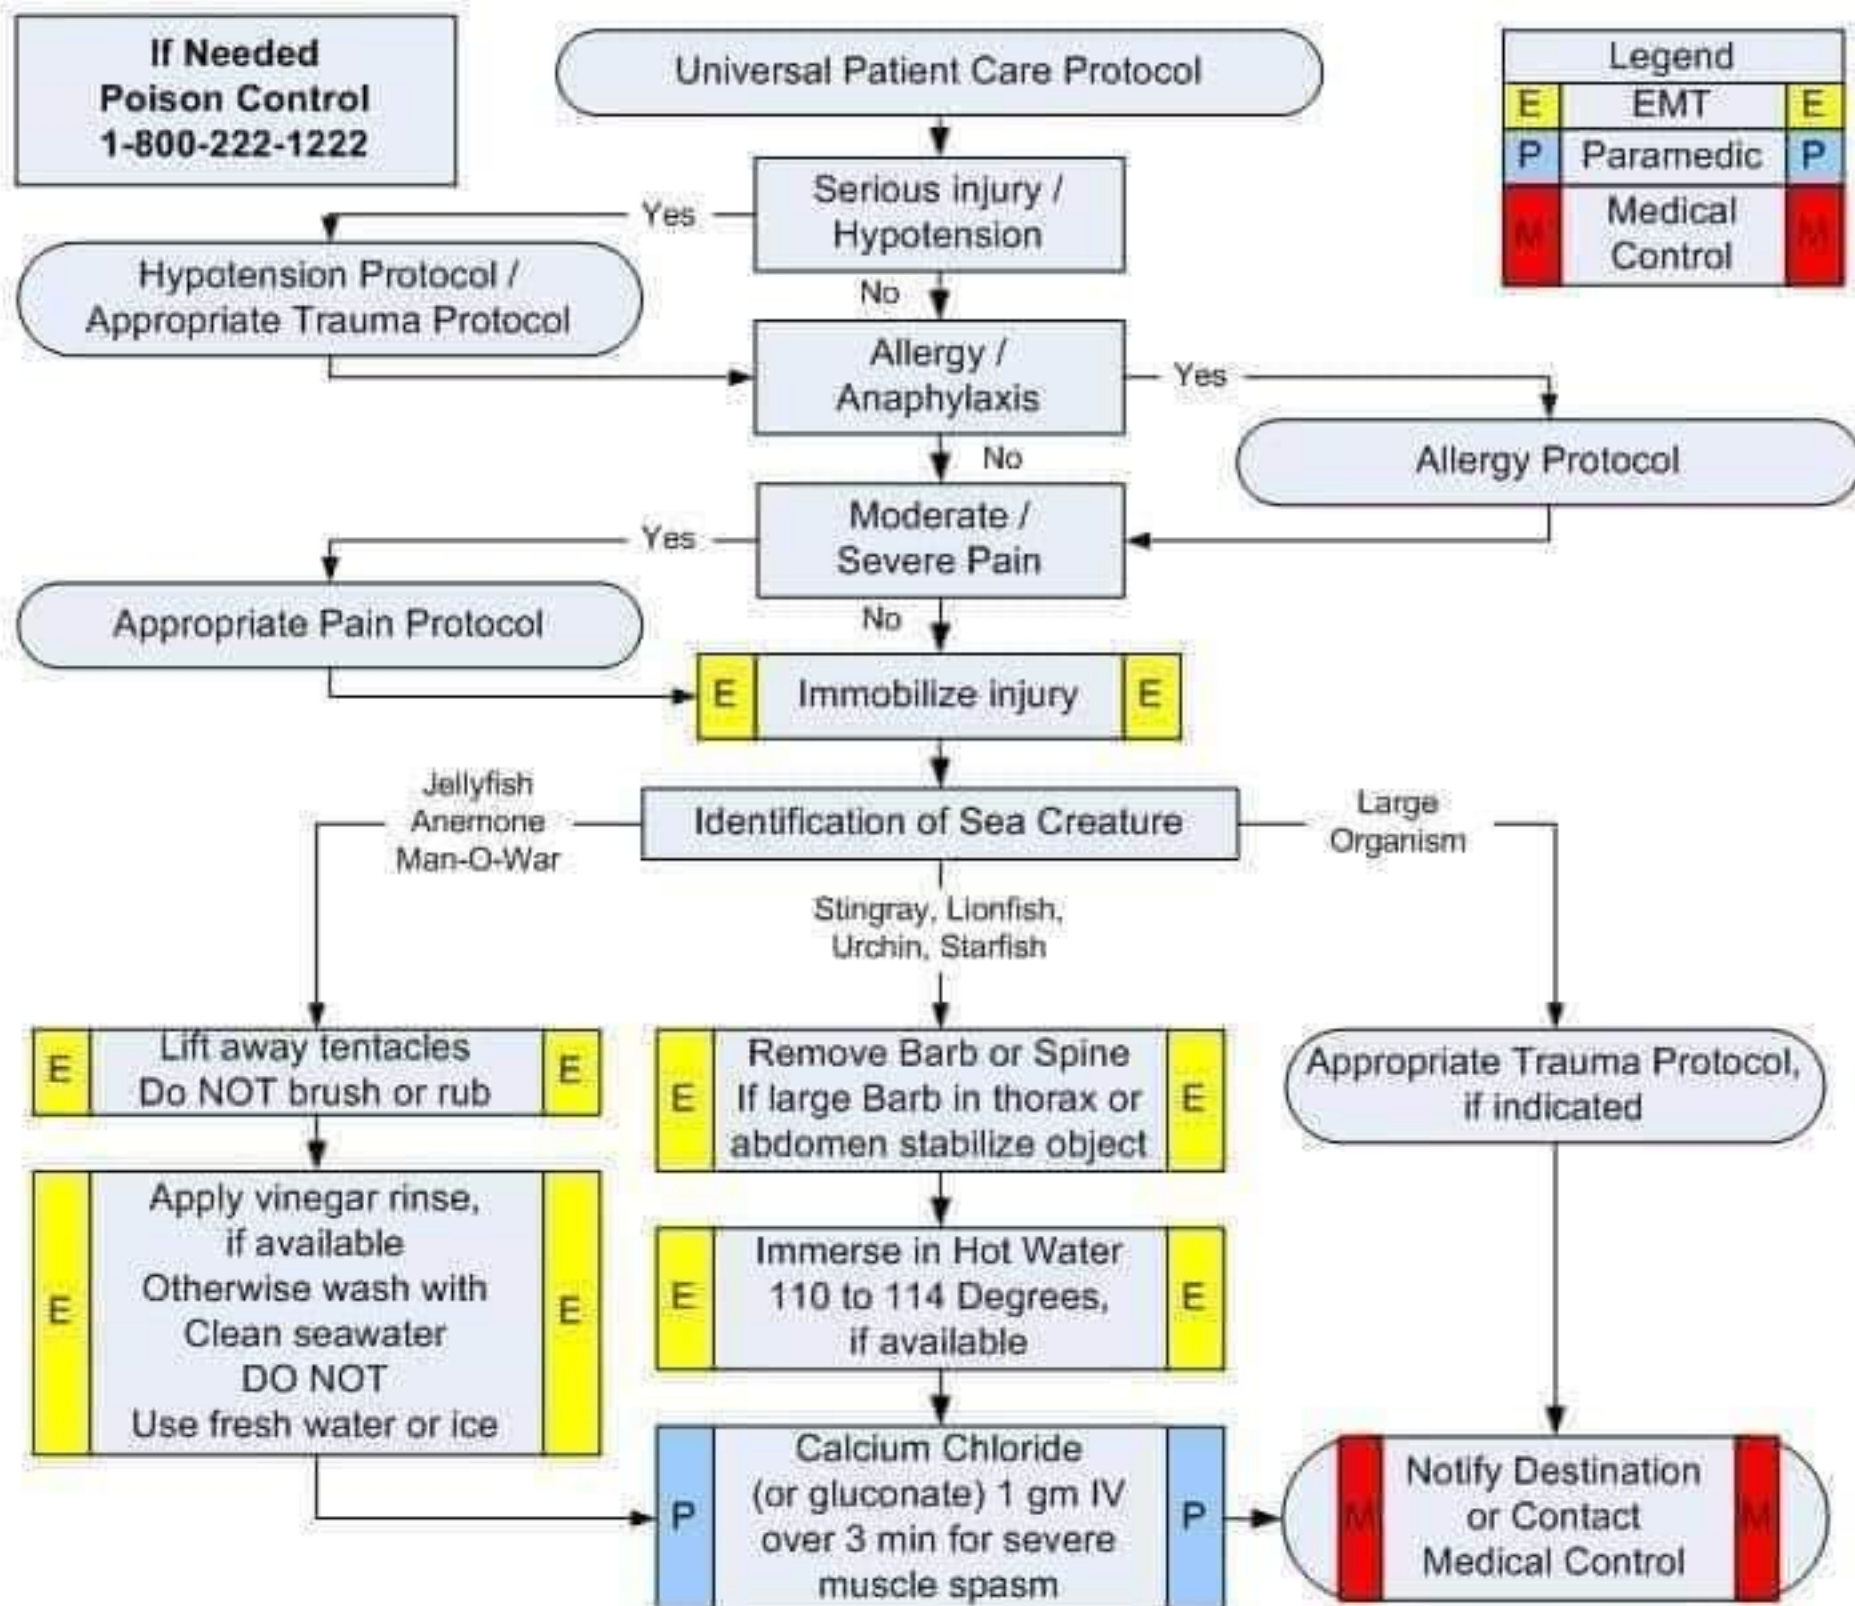 If Needed
Poison Control
1-800-222-1222
Universal Patient Care Protocol
Legend
E EMT E
P Paramedic P
M Medical Control M
Serious injury /
Hypotension
Yes
No
Hypotension Protocol /
Appropriate Trauma Protocol
Allergy /
Anaphylaxis
Yes
No
Allergy Protocol
Moderate /
Severe Pain
Yes
No
Appropriate Pain Protocol
E Immobilize injury E
Identification of Sea Creature
Jellyfish
Anemone
Man-O-War
Stingray, Lionfish,
Urchin, Starfish
Large
Organism
E Lift away tentacles E
Do NOT brush or rub
E Remove Barb or Spine E
If large Barb in thorax or
abdomen stabilize object
Appropriate Trauma Protocol,
if indicated
E Apply vinegar rinse, E
if available
Otherwise wash with
Clean seawater
DO NOT
Use fresh water or ice
E Immerse in Hot Water E
110 to 114 Degrees,
if available
P Calcium Chloride P
(or gluconate) 1 gm IV
over 3 min for severe
muscle spasm
M Notify Destination M
or Contact
Medical Control